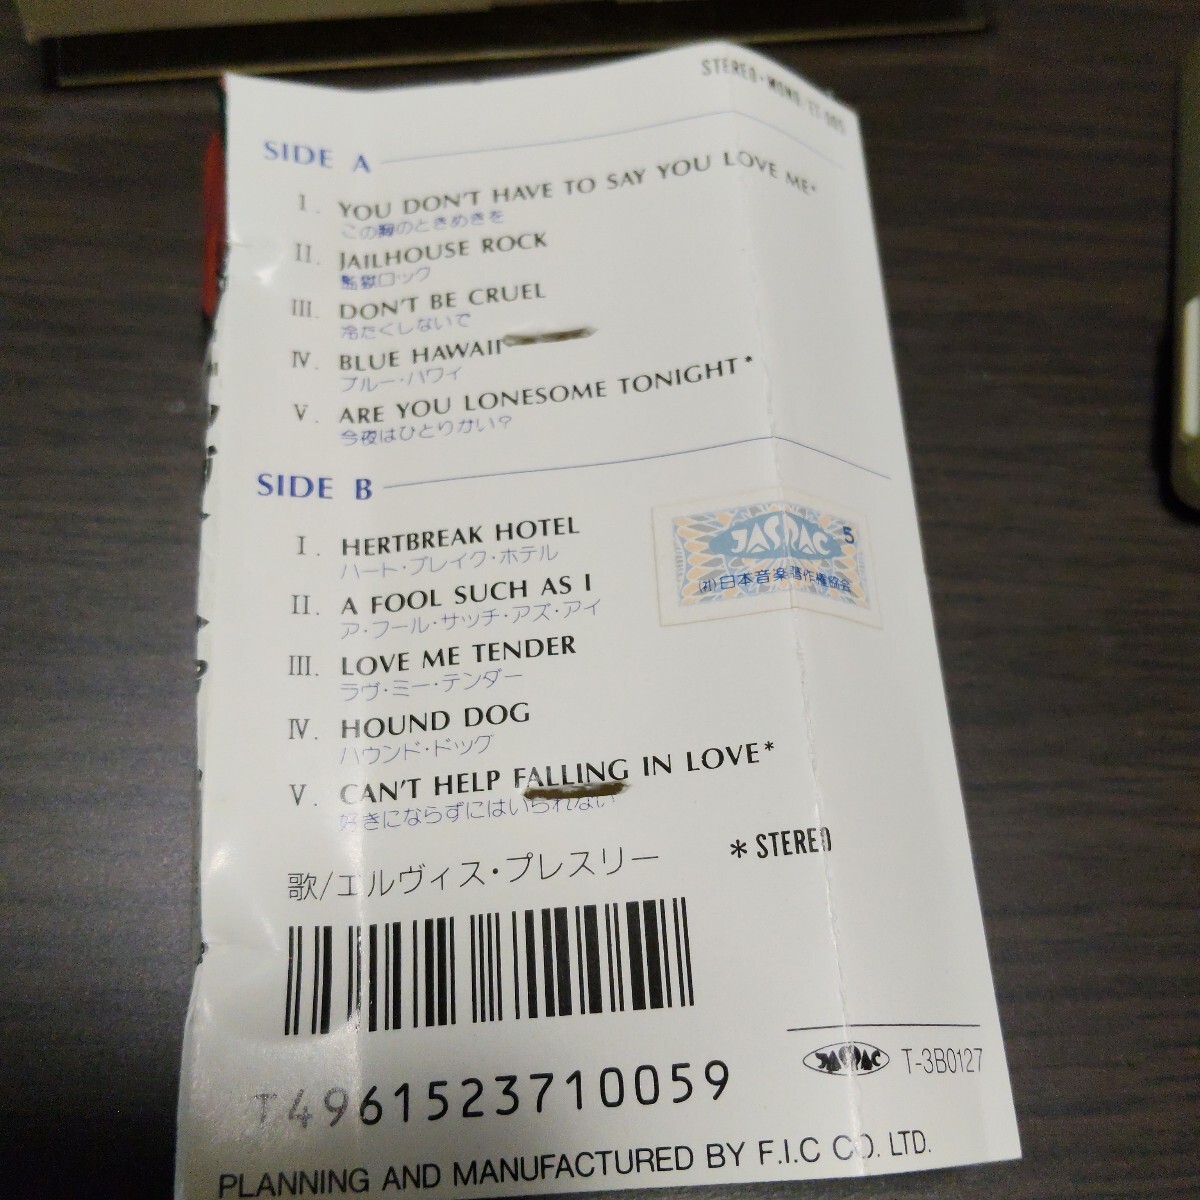 STEREO・MONO/ET-005
SIDE A
I. YOU DON'T HAVE TO SAY YOU LOVE ME*
この胸のときめきを
II. JAILHOUSE ROCK
監獄ロック
III. DON'T BE CRUEL
冷たくしないで
IV. BLUE HAWAII
ブルー・ハワイ
V. ARE YOU LONESOME TONIGHT*
今夜はひとりかい?
SIDE B
I. HERTBREAK HOTEL
ハート・ブレイク・ホテル
II. A FOOL SUCH AS I
ア・フール・サッチ・アズ・アイ
III. LOVE ME TENDER
ラヴ・ミー・テンダー
IV. HOUND DOG
ハウンド・ドッグ
V. CAN'T HELP FALLING IN LOVE*
好きにならずにはいられない
JASRAC 5
(社)日本音楽著作権協会
歌/エルヴィス・プレスリー
*STEREO
T4961523710059
JASRAC T-3B0127
PLANNING AND MANUFACTURED BY F.I.C CO. LTD.